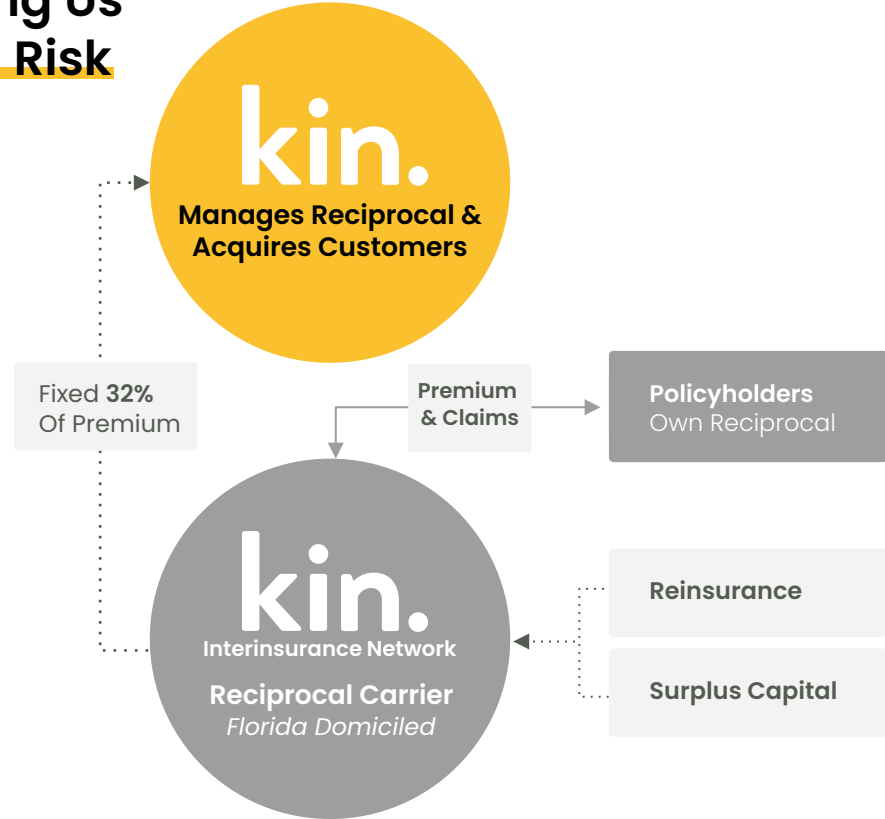 Risk
kin.
Manages Reciprocal &
Acquires Customers
Fixed 32%
Of Premium
Premium
& Claims
Policyholders
Own Reciprocal
kin.
Interinsurance Network
Reciprocal Carrier
Florida Domiciled
Reinsurance
Surplus Capital